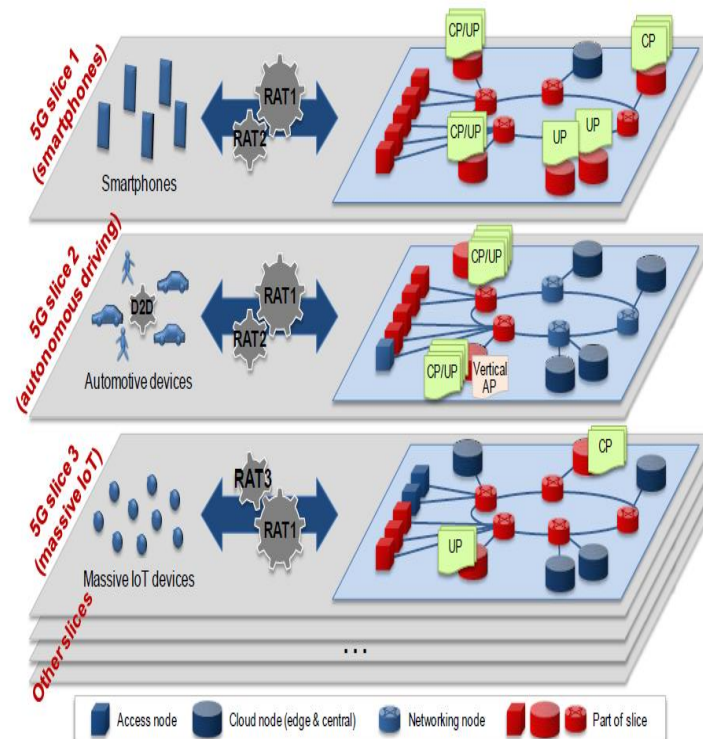 5G slice 1
(smartphones)
Smartphones
RAT1
RAT2
CP/UP
CP
CP/UP
UP
UP
5G slice 2
(autonomous driving)
D2D
Automotive devices
RAT1
RAT2
CP/UP
CP/UP
Vertical
AP
5G slice 3
(massive IoT)
Massive IoT devices
RAT3
RAT1
CP
UP
Other slices
...
Access node
Cloud node (edge & central)
Networking node
Part of slice